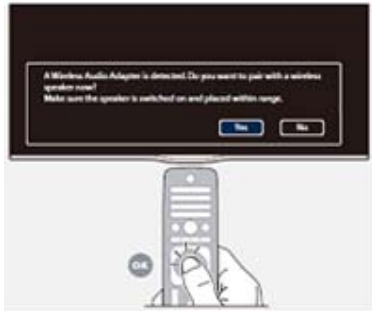 A Wireless Audio Adapter is detected. Do you want to pair with a wireless
speaker now?
Make sure the speaker is switched on and placed within range.
Yes No
OK